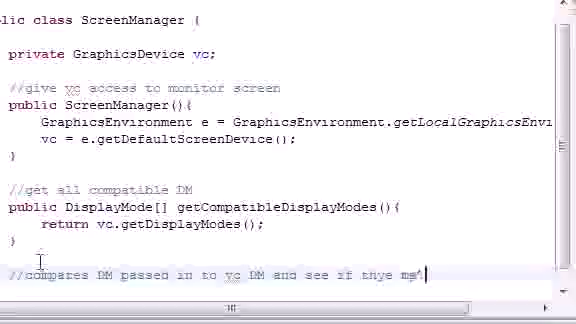 blic class ScreenManager {
private GraphicsDevice vc;
//give vc access to monitor screen
public ScreenManager(){
GraphicsEnvironment e = GraphicsEnvironment.getLocalGraphicsEnvi
vc = e.getDefaultScreenDevice();
}
//get all compatible DM
public DisplayMode[] getCompatibleDisplayModes(){
return vc.getDisplayModes();
}
//compares DM passed in to vc DM and see if thye